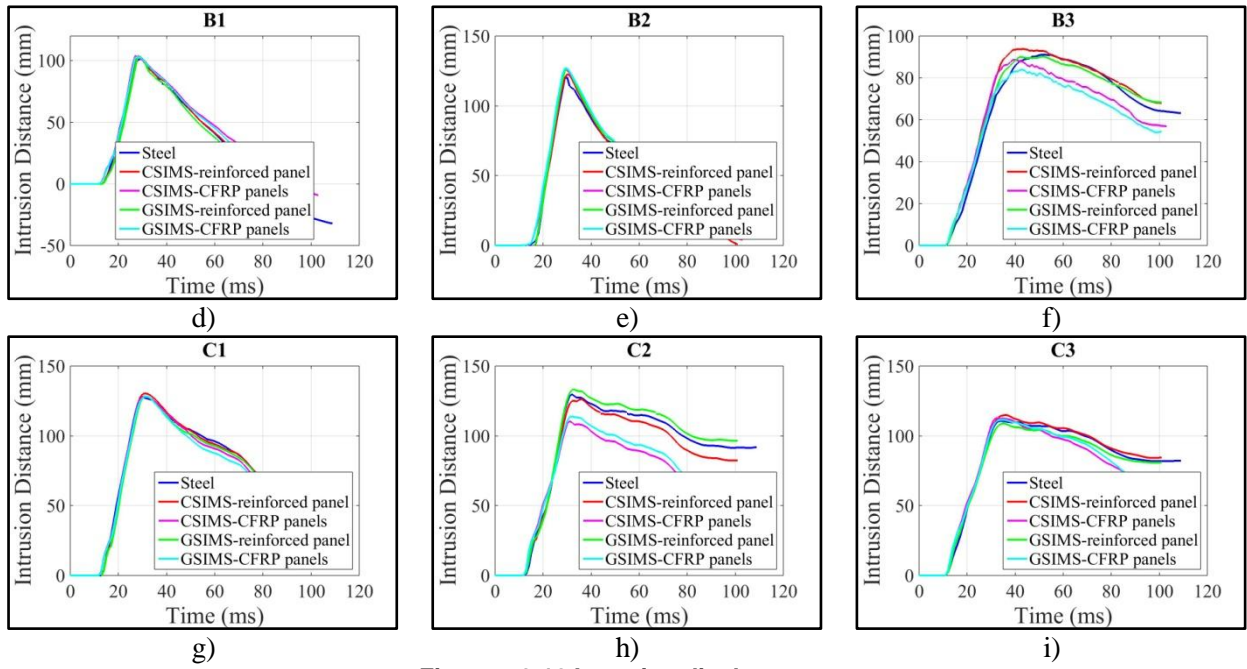 B1
Intrusion Distance (mm)
100
50
0
-50
Steel
CSIMS-reinforced panel
CSIMS-CFRP panels
GSIMS-reinforced panel
GSIMS-CFRP panels
0 20 40 60 80 100 120
Time (ms)
d)
B2
Intrusion Distance (mm)
150
100
50
0
Steel
CSIMS-reinforced panel
CSIMS-CFRP panels
GSIMS-reinforced panel
GSIMS-CFRP panels
0 20 40 60 80 100 120
Time (ms)
e)
B3
Intrusion Distance (mm)
100
80
60
40
20
0
Steel
CSIMS-reinforced panel
CSIMS-CFRP panels
GSIMS-reinforced panel
GSIMS-CFRP panels
0 20 40 60 80 100 120
Time (ms)
f)
C1
Intrusion Distance (mm)
150
100
50
0
Steel
CSIMS-reinforced panel
CSIMS-CFRP panels
GSIMS-reinforced panel
GSIMS-CFRP panels
0 20 40 60 80 100 120
Time (ms)
g)
C2
Intrusion Distance (mm)
150
100
50
0
Steel
CSIMS-reinforced panel
CSIMS-CFRP panels
GSIMS-reinforced panel
GSIMS-CFRP panels
0 20 40 60 80 100 120
Time (ms)
h)
C3
Intrusion Distance (mm)
150
100
50
0
Steel
CSIMS-reinforced panel
CSIMS-CFRP panels
GSIMS-reinforced panel
GSIMS-CFRP panels
0 20 40 60 80 100 120
Time (ms)
i)